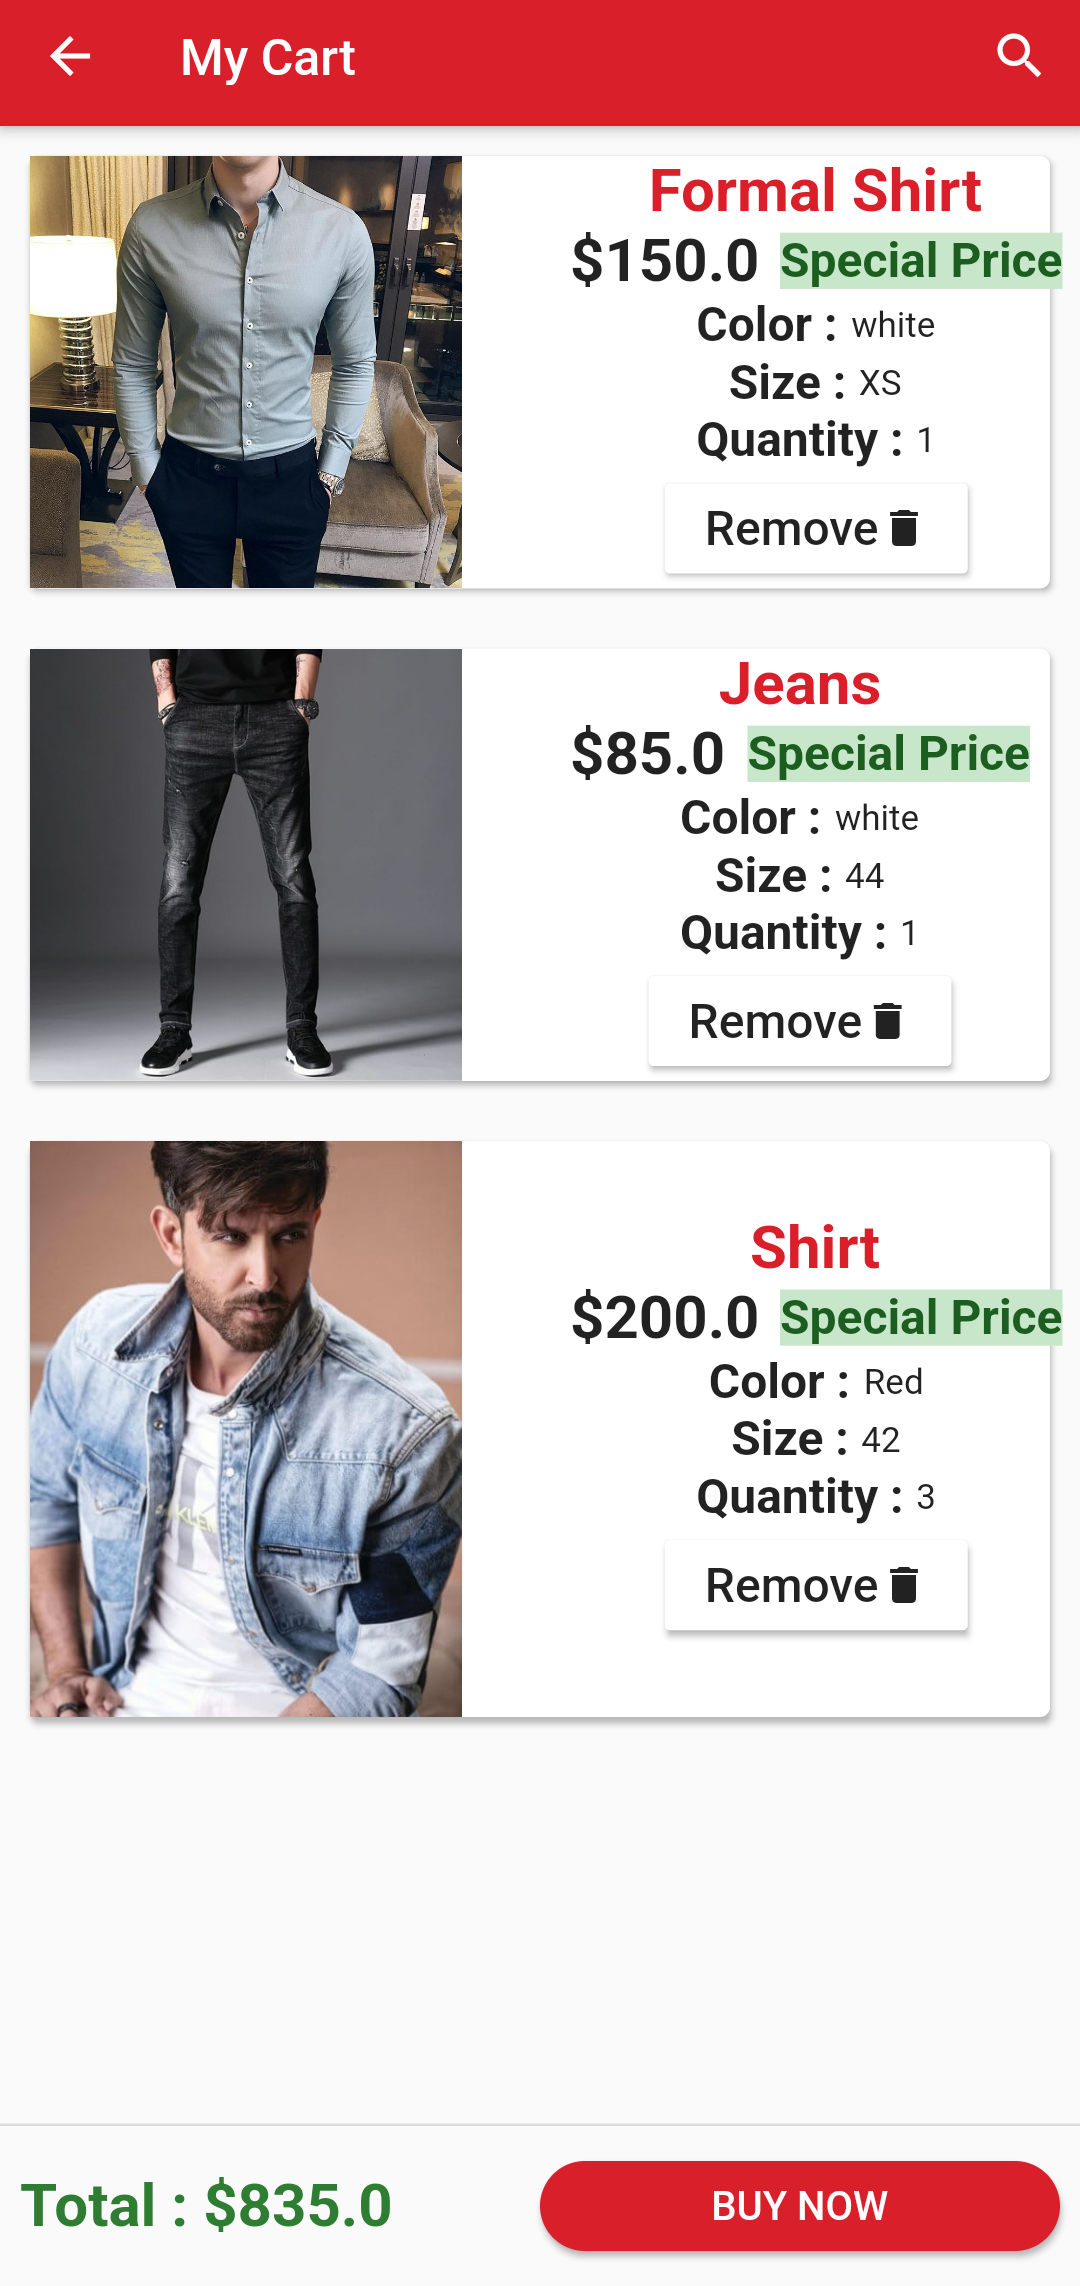 My Cart
Formal Shirt
$150.0 Special Price
Color : white
Size : XS
Quantity : 1
Remove
Jeans
$85.0 Special Price
Color : white
Size : 44
Quantity : 1
Remove
Shirt
$200.0 Special Price
Color : Red
Size : 42
Quantity : 3
Remove
Total : $835.0
BUY NOW